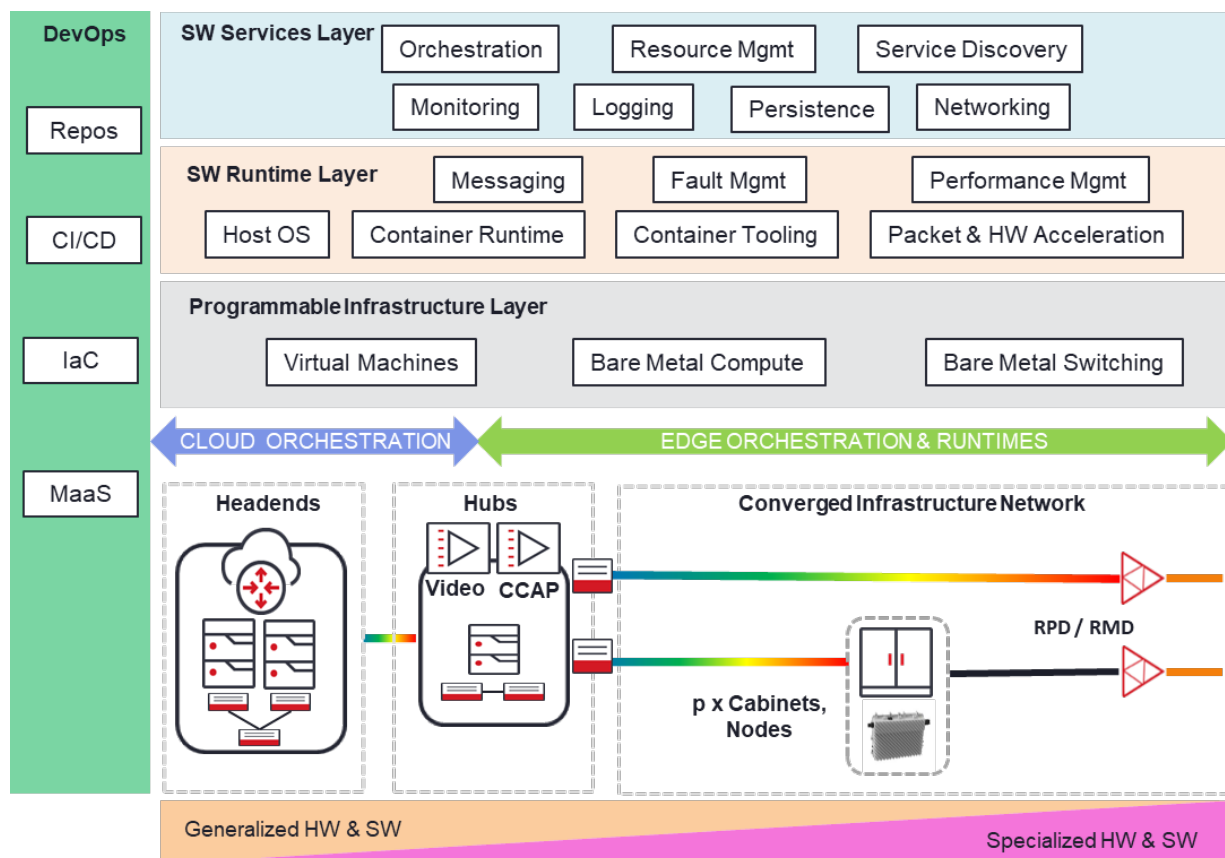 DevOps
Repos
CI/CD
IaC
MaaS
SW Services Layer
Orchestration
Resource Mgmt
Service Discovery
Monitoring
Logging
Persistence
Networking
SW Runtime Layer
Messaging
Fault Mgmt
Performance Mgmt
Host OS
Container Runtime
Container Tooling
Packet & HW Acceleration
Programmable Infrastructure Layer
Virtual Machines
Bare Metal Compute
Bare Metal Switching
CLOUD ORCHESTRATION
EDGE ORCHESTRATION & RUNTIMES
Headends
Hubs
Video
CCAP
Converged Infrastructure Network
RPD / RMD
p x Cabinets,
Nodes
Generalized HW & SW
Specialized HW & SW